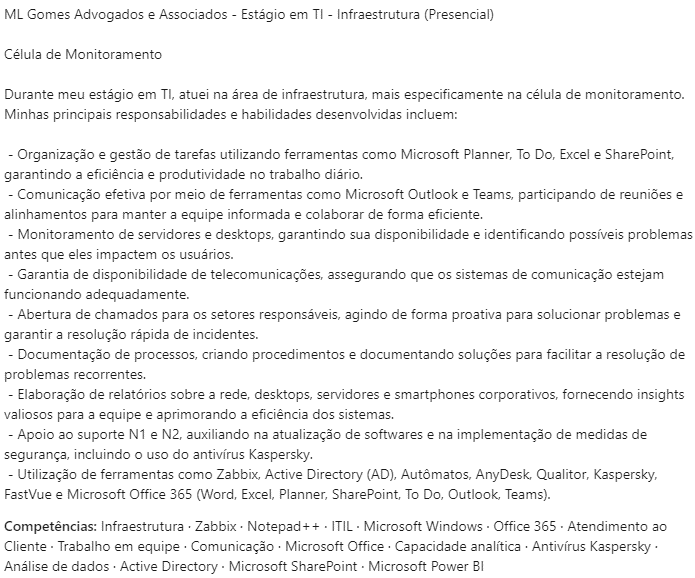 ML Gomes Advogados e Associados - Estágio em TI - Infraestrutura (Presencial)
Célula de Monitoramento
Durante meu estágio em TI, atuei na área de infraestrutura, mais especificamente na célula de monitoramento.
Minhas principais responsabilidades e habilidades desenvolvidas incluem:
- Organização e gestão de tarefas utilizando ferramentas como Microsoft Planner, To Do, Excel e SharePoint,
garantindo a eficiência e produtividade no trabalho diário.
- Comunicação efetiva por meio de ferramentas como Microsoft Outlook e Teams, participando de reuniões e
alinhamentos para manter a equipe informada e colaborar de forma eficiente.
- Monitoramento de servidores e desktops, garantindo sua disponibilidade e identificando possíveis problemas
antes que eles impactem os usuários.
- Garantia de disponibilidade de telecomunicações, assegurando que os sistemas de comunicação estejam
funcionando adequadamente.
- Abertura de chamados para os setores responsáveis, agindo de forma proativa para solucionar problemas e
garantir a resolução rápida de incidentes.
- Documentação de processos, criando procedimentos e documentando soluções para facilitar a resolução de
problemas recorrentes.
- Elaboração de relatórios sobre a rede, desktops, servidores e smartphones corporativos, fornecendo insights
valiosos para a equipe e aprimorando a eficiência dos sistemas.
- Apoio ao suporte N1 e N2, auxiliando na atualização de softwares e na implementação de medidas de
segurança, incluindo o uso do antivírus Kaspersky.
- Utilização de ferramentas como Zabbix, Active Directory (AD), Autômatos, AnyDesk, Qualitor, Kaspersky,
FastVue e Microsoft Office 365 (Word, Excel, Planner, SharePoint, To Do, Outlook, Teams).
Competências: Infraestrutura · Zabbix · Notepad++ · ITIL · Microsoft Windows · Office 365 · Atendimento ao
Cliente · Trabalho em equipe · Comunicação · Microsoft Office · Capacidade analítica · Antivírus Kaspersky ·
Análise de dados · Active Directory · Microsoft SharePoint · Microsoft Power BI